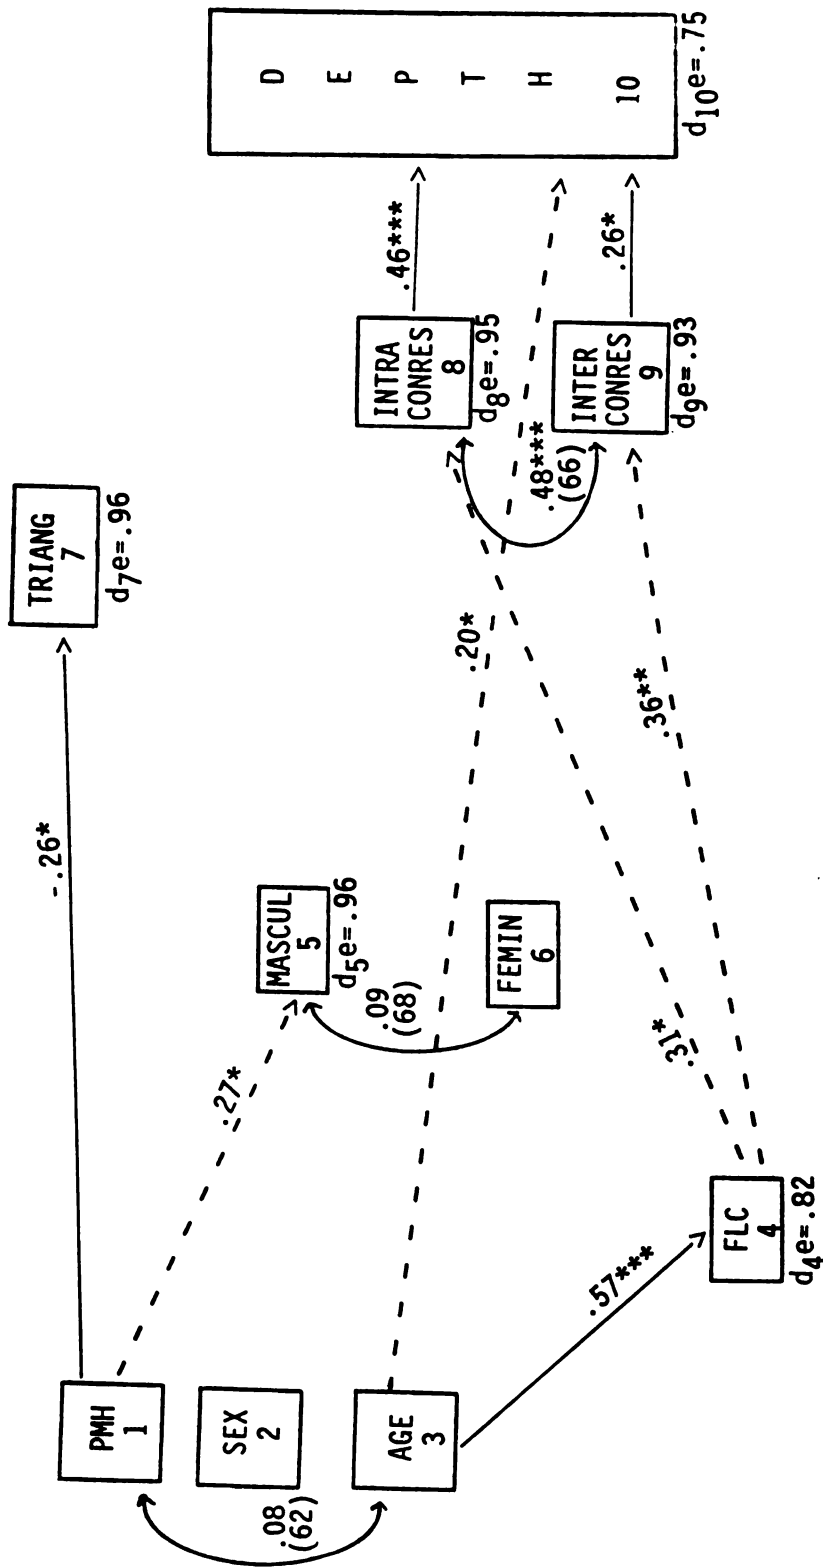 PMH
1
SEX
2
AGE
3
.08
(62)
-.26*
.27*
.57***
FLC
4
d4e=.82
MASCUL
5
d5e=.96
.09
(68)
FEMIN
6
TRIANG
7
d7e=.96
.20*
.31*
.36**
INTRA
CONRES
8
d8e=.95
.48***
(66)
INTER
CONRES
9
d9e=.93
.46***
.26*
D E P T H
10
d10e=.75